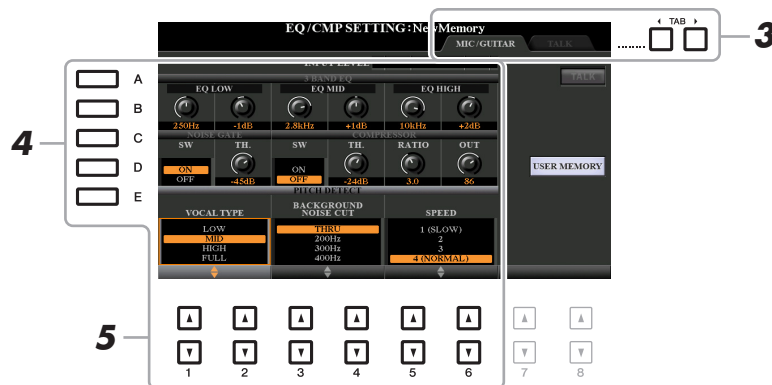 EQ/CMP SETTING:NewMemory
TAB
3
MIC/GUITAR
TALK
INPUT LEVEL
TALK
3 BAND EQ
EQ LOW
EQ MID
EQ HIGH
250Hz
-1dB
2.8kHz
+1dB
10kHz
+2dB
NOISE GATE
COMPRESSOR
SW
TH.
SW
TH.
RATIO
OUT
ON
OFF
-45dB
ON
OFF
-24dB
3.0
86
USER MEMORY
PITCH DETECT
VOCAL TYPE
BACKGROUND
NOISE CUT
SPEED
LOW
MID
HIGH
FULL
THRU
200Hz
300Hz
400Hz
1 (SLOW)
2
3
4 (NORMAL)
A
B
C
D
E
4
5
1
2
3
4
5
6
7
8